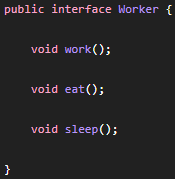 public interface Worker {
void work();
void eat();
void sleep();
}